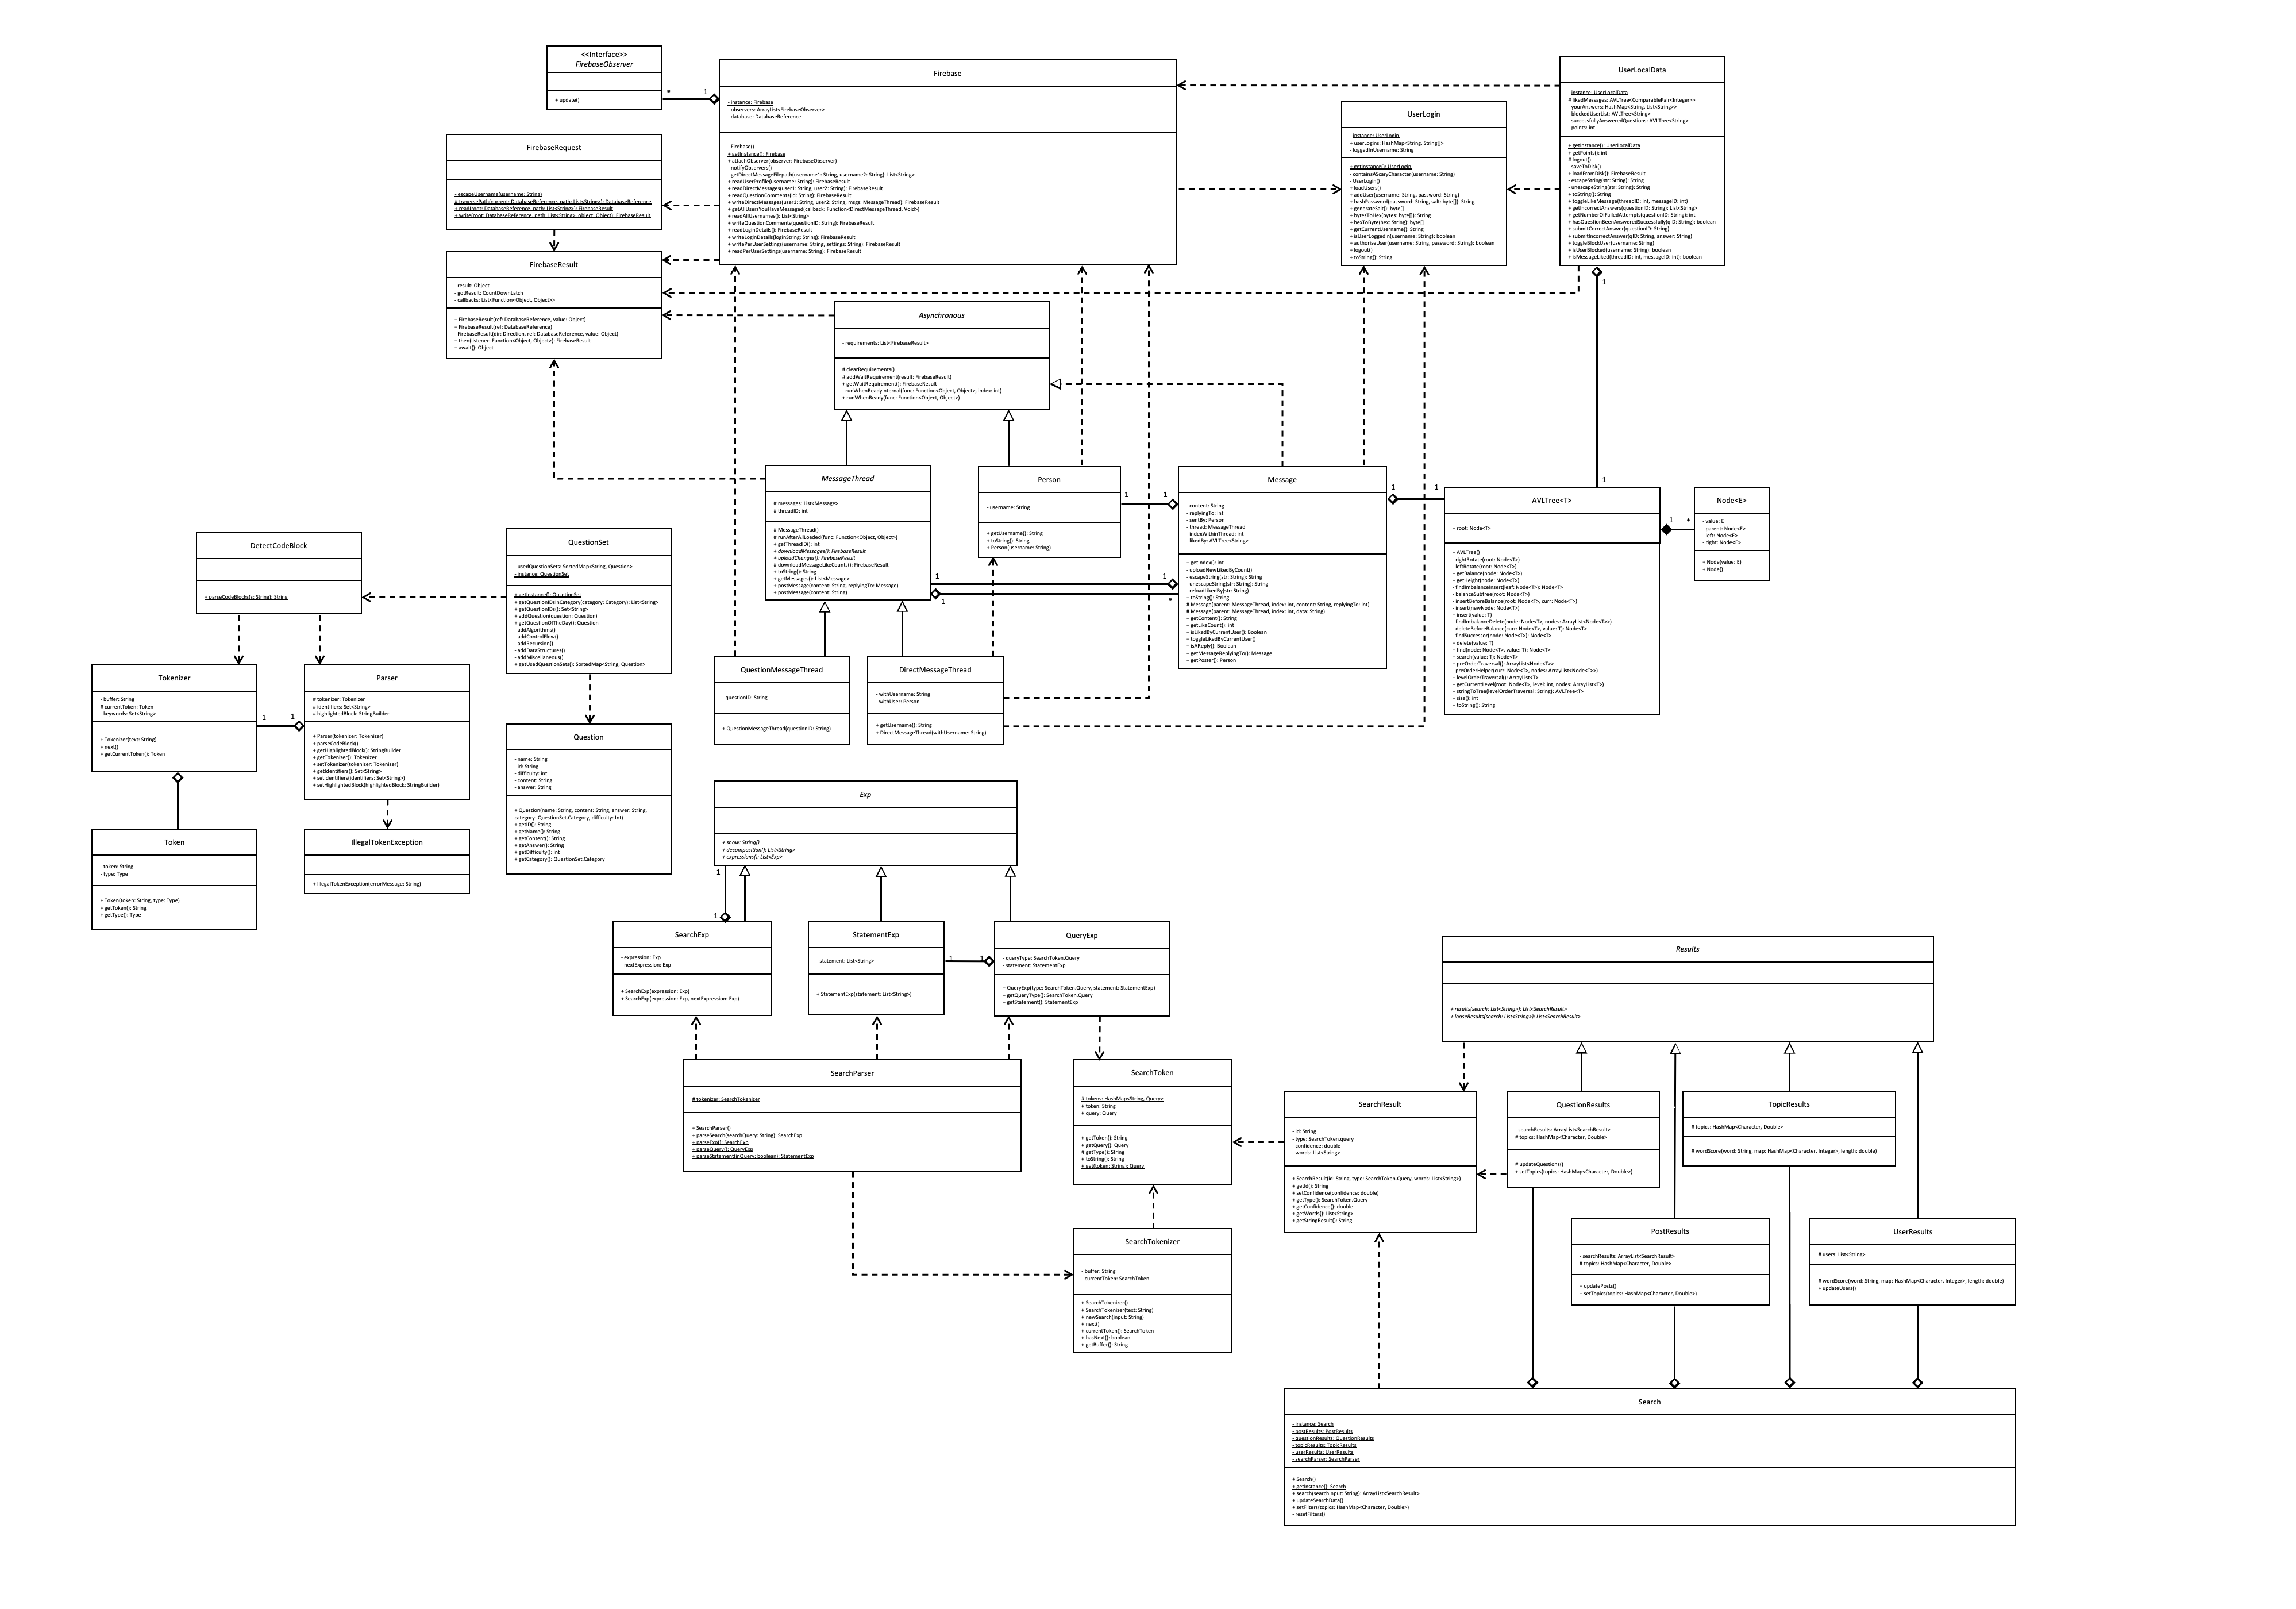 <<Interface>>
FirebaseObserver
+ update()
*
1
Firebase
- instance: Firebase
- observers: ArrayList<FirebaseObserver>
- database: DatabaseReference
- Firebase()
+ getInstance(): Firebase
+ attachObserver(observer: FirebaseObserver)
- notifyObservers()
- getDirectMessageFilepath(username1: String, username2: String): List<String>
+ readUserProfile(username: String): FirebaseResult
+ readDirectMessages(user1: String, user2: String): FirebaseResult
+ readQuestionComments(id: String): FirebaseResult
+ writeDirectMessages(user1: String, user2: String, msgs: MessageThread): FirebaseResult
+ getAllUsersYouHaveMessaged(callback: Function<DirectMessageThread, Void>)
+ readAllUsernames(): List<String>
+ writeQuestionComments(questionID: String): FirebaseResult
+ readLoginDetails(): FirebaseResult
+ writeLoginDetails(loginString: String): FirebaseResult
+ writePerUserSettings(username: String, settings: String): FirebaseResult
+ readPerUserSettings(username: String): FirebaseResult
UserLogin
- instance: UserLogin
+ userLogins: HashMap<String, String[]>
- loggedInUsername: String
+ getInstance(): UserLogin
- containsAScaryCharacter(username: String)
- UserLogin()
+ loadUsers()
+ addUser(username: String, password: String)
+ hashPassword(password: String, salt: byte[]): String
+ generateSalt(): byte[]
+ bytesToHex(bytes: byte[]): String
+ hexToByte(hex: String): byte[]
+ getCurrentUsername(): String
+ isUserLoggedIn(username: String): boolean
+ authoriseUser(username: String, password: String): boolean
+ logout()
+ toString(): String
UserLocalData
- instance: UserLocalData
# likedMessages: AVLTree<ComparablePair<Integer>>
- yourAnswers: HashMap<String, List<String>>
- blockedUserList: AVLTree<String>
- successfullyAnsweredQuestions: AVLTree<String>
- points: int
+ getInstance(): UserLocalData
+ getPoints(): int
# logout()
- saveToDisk()
+ loadFromDisk(): FirebaseResult
- escapeString(str: String): String
- unescapeString(str: String): String
+ toString(): String
+ toggleLikeMessage(threadID: int, messageID: int)
+ getIncorrectAnswers(questionID: String): List<String>
+ getNumberOfFailedAttempts(questionID: String): int
+ hasQuestionBeenAnsweredSuccessfully(qID: String): boolean
+ submitCorrectAnswer(questionID: String)
+ submitIncorrectAnswer(qID: String, answer: String)
+ toggleBlockUser(username: String)
+ isUserBlocked(username: String): boolean
+ isMessageLiked(threadID: int, messageID: int): boolean
1
1
FirebaseRequest
- escapeUsername(username: String)
# traversePath(current: DatabaseReference, path: List<String>): DatabaseReference
+ read(root: DatabaseReference, path: List<String>): FirebaseResult
+ write(root: DatabaseReference, path: List<String>, object: Object): FirebaseResult
FirebaseResult
- result: Object
- gotResult: CountDownLatch
- callbacks: List<Function<Object, Object>>
+ FirebaseResult(ref: DatabaseReference, value: Object)
+ FirebaseResult(ref: DatabaseReference)
- FirebaseResult(dir: Direction, ref: DatabaseReference, value: Object)
+ then(listener: Function<Object, Object>): FirebaseResult
+ await(): Object
Asynchronous
- requirements: List<FirebaseResult>
# clearRequirements()
# addWaitRequirement(result: FirebaseResult)
+ getWaitRequirement(): FirebaseResult
- runWhenReadyInternal(func: Function<Object, Object>, index: int)
+ runWhenReady(func: Function<Object, Object>)
MessageThread
# messages: List<Message>
# threadID: int
# MessageThread()
# runAfterAllLoaded(func: Function<Object, Object>)
+ getThreadID(): int
+ downloadMessages(): FirebaseResult
+ uploadChanges(): FirebaseResult
# downloadMessageLikeCounts(): FirebaseResult
+ toString(): String
+ getMessages(): List<Message>
+ postMessage(content: String, replyingTo: Message)
+ postMessage(content: String)
Person
- username: String
+ getUsername(): String
+ toString(): String
+ Person(username: String)
1
1
1
1
1
*
Message
- content: String
- replyingTo: int
- sentBy: Person
- thread: MessageThread
- indexWithinThread: int
- likedBy: AVLTree<String>
+ getIndex(): int
- uploadNewLikedByCount()
- escapeString(str: String): String
- unescapeString(str: String): String
- reloadLikedBy(str: String)
+ toString(): String
# Message(parent: MessageThread, index: int, content: String, replyingTo: int)
# Message(parent: MessageThread, index: int, data: String)
+ getContent(): String
+ getLikeCount(): int
+ isLikedByCurrentUser(): Boolean
+ toggleLikedByCurrentUser()
+ isAReply(): Boolean
+ getMessageReplyingTo(): Message
+ getPoster(): Person
1
1
AVLTree<T>
+ root: Node<T>
+ AVLTree()
- rightRotate(root: Node<T>)
- leftRotate(root: Node<T>)
+ getBalance(node: Node<T>)
+ getHeight(node: Node<T>)
- findImbalanceInsert(leaf: Node<T>): Node<T>
- balanceSubtree(root: Node<T>)
- insertBeforeBalance(root: Node<T>, curr: Node<T>)
- insert(newNode: Node<T>)
+ insert(value: T)
- findImbalanceDelete(node: Node<T>, nodes: ArrayList<Node<T>>)
- deleteBeforeBalance(curr: Node<T>, value: T): Node<T>
- findSuccessor(node: Node<T>): Node<T>
+ delete(value: T)
+ find(node: Node<T>, value: T): Node<T>
+ search(value: T): Node<T>
+ preOrderTraversal(): ArrayList<Node<T>>
- preOrderHelper(curr: Node<T>, nodes: ArrayList<Node<T>>)
+ levelOrderTraversal(): ArrayList<T>
+ getCurrentLevel(root: Node<T>, level: int, nodes: ArrayList<T>)
+ stringToTree(levelOrderTraversal: String): AVLTree<T>
+ size(): int
+ toString(): String
1
*
Node<E>
- value: E
- parent: Node<E>
- left: Node<E>
- right: Node<E>
+ Node(value: E)
+ Node()
DetectCodeBlock
+ parseCodeBlocks(s: String): String
QuestionSet
- usedQuestionSets: SortedMap<String, Question>
- instance: QuestionSet
+ getInstance(): QusetionSet
+ getQuestionIDsInCategory(category: Category): List<String>
+ getQuestionIDs(): Set<String>
+ addQuestion(question: Question)
+ getQuestionOfTheDay(): Question
- addAlgorithms()
- addControlFlow()
- addRecursion()
- addDataStructures()
- addMiscellaneous()
+ getUsedQuestionSets(): SortedMap<String, Question>
QuestionMessageThread
- questionID: String
+ QuestionMessageThread(questionID: String)
DirectMessageThread
- withUsername: String
- withUser: Person
+ getUsername(): String
+ DirectMessageThread(withUsername: String)
Tokenizer
- buffer: String
# currentToken: Token
- keywords: Set<String>
+ Tokenizer(text: String)
+ next()
+ getCurrentToken(): Token
1
1
Parser
# tokenizer: Tokenizer
# identifiers: Set<String>
# highlightedBlock: StringBuilder
+ Parser(tokenizer: Tokenizer)
+ parseCodeBlock()
+ getHighlightedBlock(): StringBuilder
+ getTokenizer(): Tokenizer
+ setTokenizer(tokenizer: Tokenizer)
+ getIdentifiers(): Set<String>
+ setIdentifiers(identifiers: Set<String>)
+ setHighlightedBlock(highlightedBlock: StringBuilder)
Question
- name: String
- id: String
- difficulty: int
- content: String
- answer: String
+ Question(name: String, content: String, answer: String,
category: QuestionSet.Category, difficulty: Int)
+ getID(): String
+ getName(): String
+ getContent(): String
+ getAnswer(): String
+ getDifficulty(): int
+ getCategory(): QuestionSet.Category
Token
- token: String
- type: Type
+ Token(token: String, type: Type)
+ getToken(): String
+ getType(): Type
IllegalTokenException
+ IllegalTokenException(errorMessage: String)
Exp
+ show: String()
+ decomposition(): List<String>
+ expressions(): List<Exp>
1
1
SearchExp
- expression: Exp
- nextExpression: Exp
+ SearchExp(expression: Exp)
+ SearchExp(expression: Exp, nextExpression: Exp)
StatementExp
- statement: List<String>
+ StatementExp(statement: List<String>)
1
1
QueryExp
- queryType: SearchToken.Query
- statement: StatementExp
+ QueryExp(type: SearchToken.Query, statement: StatementExp)
+ getQueryType(): SearchToken.Query
+ getStatement(): StatementExp
Results
+ results(search: List<String>): List<SearchResult>
+ looseResults(search: List<String>): List<SearchResult>
SearchParser
# tokenizer: SearchTokenizer
+ SearchParser()
+ parseSearch(searchQuery: String): SearchExp
+ parseExp(): SearchExp
+ parseQuery(): QueryExp
+ parseStatement(inQuery: boolean): StatementExp
SearchToken
# tokens: HashMap<String, Query>
+ token: String
+ query: Query
+ getToken(): String
+ getQuery(): Query
# getType(): String
+ toString(): String
+ get(token: String): Query
SearchResult
- id: String
- type: SearchToken.query
- confidence: double
- words: List<String>
+ SearchResult(id: String, type: SearchToken.Query, words: List<String>)
+ getId(): String
+ setConfidence(confidence: double)
+ getType(): SearchToken.Query
+ getConfidence(): double
+ getWords(): List<String>
+ getStringResult(): String
QuestionResults
- searchResults: ArrayList<SearchResult>
# topics: HashMap<Character, Double>
# updateQuestions()
+ setTopics(topics: HashMap<Character, Double>)
TopicResults
# topics: HashMap<Character, Double>
# wordScore(word: String, map: HashMap<Character, Integer>, length: double)
PostResults
- searchResults: ArrayList<SearchResult>
# topics: HashMap<Character, Double>
+ updatePosts()
+ setTopics(topics: HashMap<Character, Double>)
UserResults
# users: List<String>
# wordScore(word: String, map: HashMap<Character, Integer>, length: double)
+ updateUsers()
SearchTokenizer
- buffer: String
- currentToken: SearchToken
+ SearchTokenizer()
+ SearchTokenizer(text: String)
+ newSearch(input: String)
+ next()
+ currentToken(): SearchToken
+ hasNext(): boolean
+ getBuffer(): String
Search
- instance: Search
- postResults: PostResults
- questionResults: QuestionResults
- topicResults: TopicResults
- userResults: UserResults
- searchParser: SearchParser
+ Search()
+ getInstance(): Search
+ search(searchInput: String): ArrayList<SearchResult>
+ updateSearchData()
+ setFilters(topics: HashMap<Character, Double>)
- resetFilters()